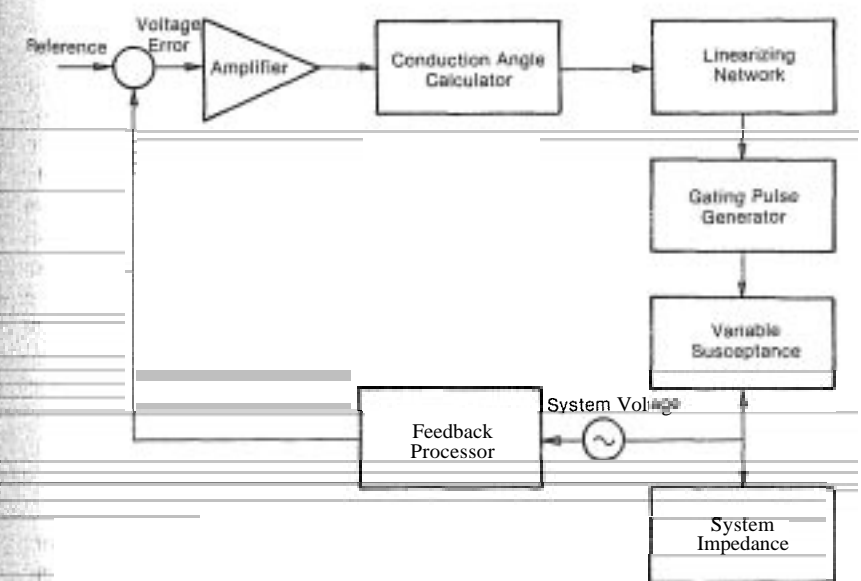 Reference
Voltage
Error
Amplifier
Conduction Angle
Calculator
Linearizing
Network
Gating Pulse
Generator
Variable
Susceptance
System Voltage
Feedback
Processor
System
Impedance